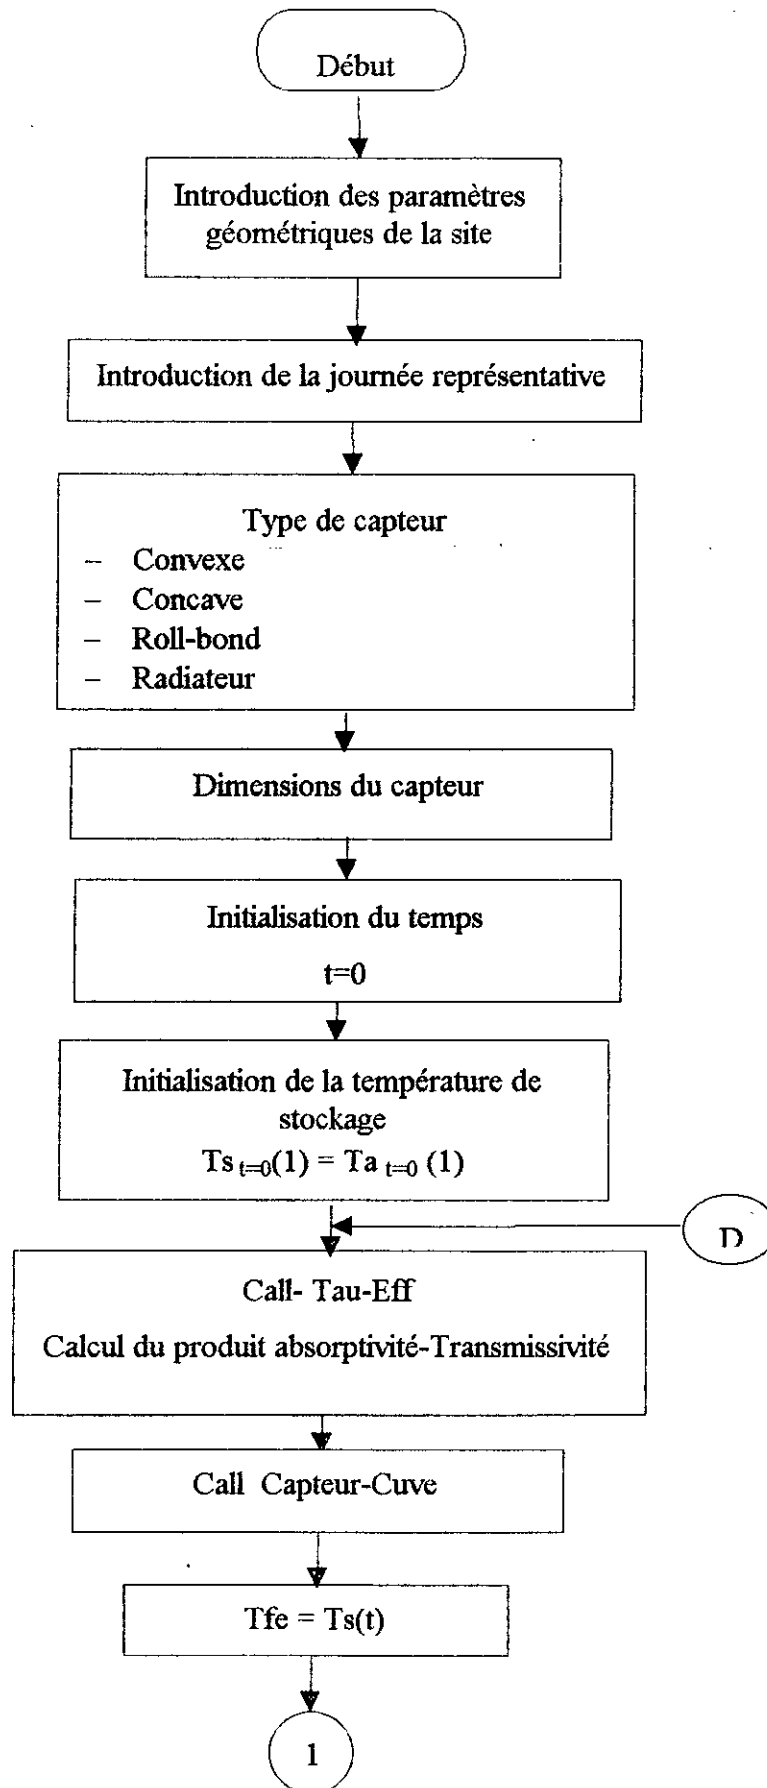 Début
Introduction des paramètres
géométriques de la site
Introduction de la journée représentative
Type de capteur
– Convexe
– Concave
– Roll-bond
– Radiateur
Dimensions du capteur
Initialisation du temps
t=0
Initialisation de la température de
stockage
Ts t=0(1) = Ta t=0 (1)
D
Call- Tau-Eff
Calcul du produit absorptivité-Transmissivité
Call Capteur-Cuve
Tfe = Ts(t)
1